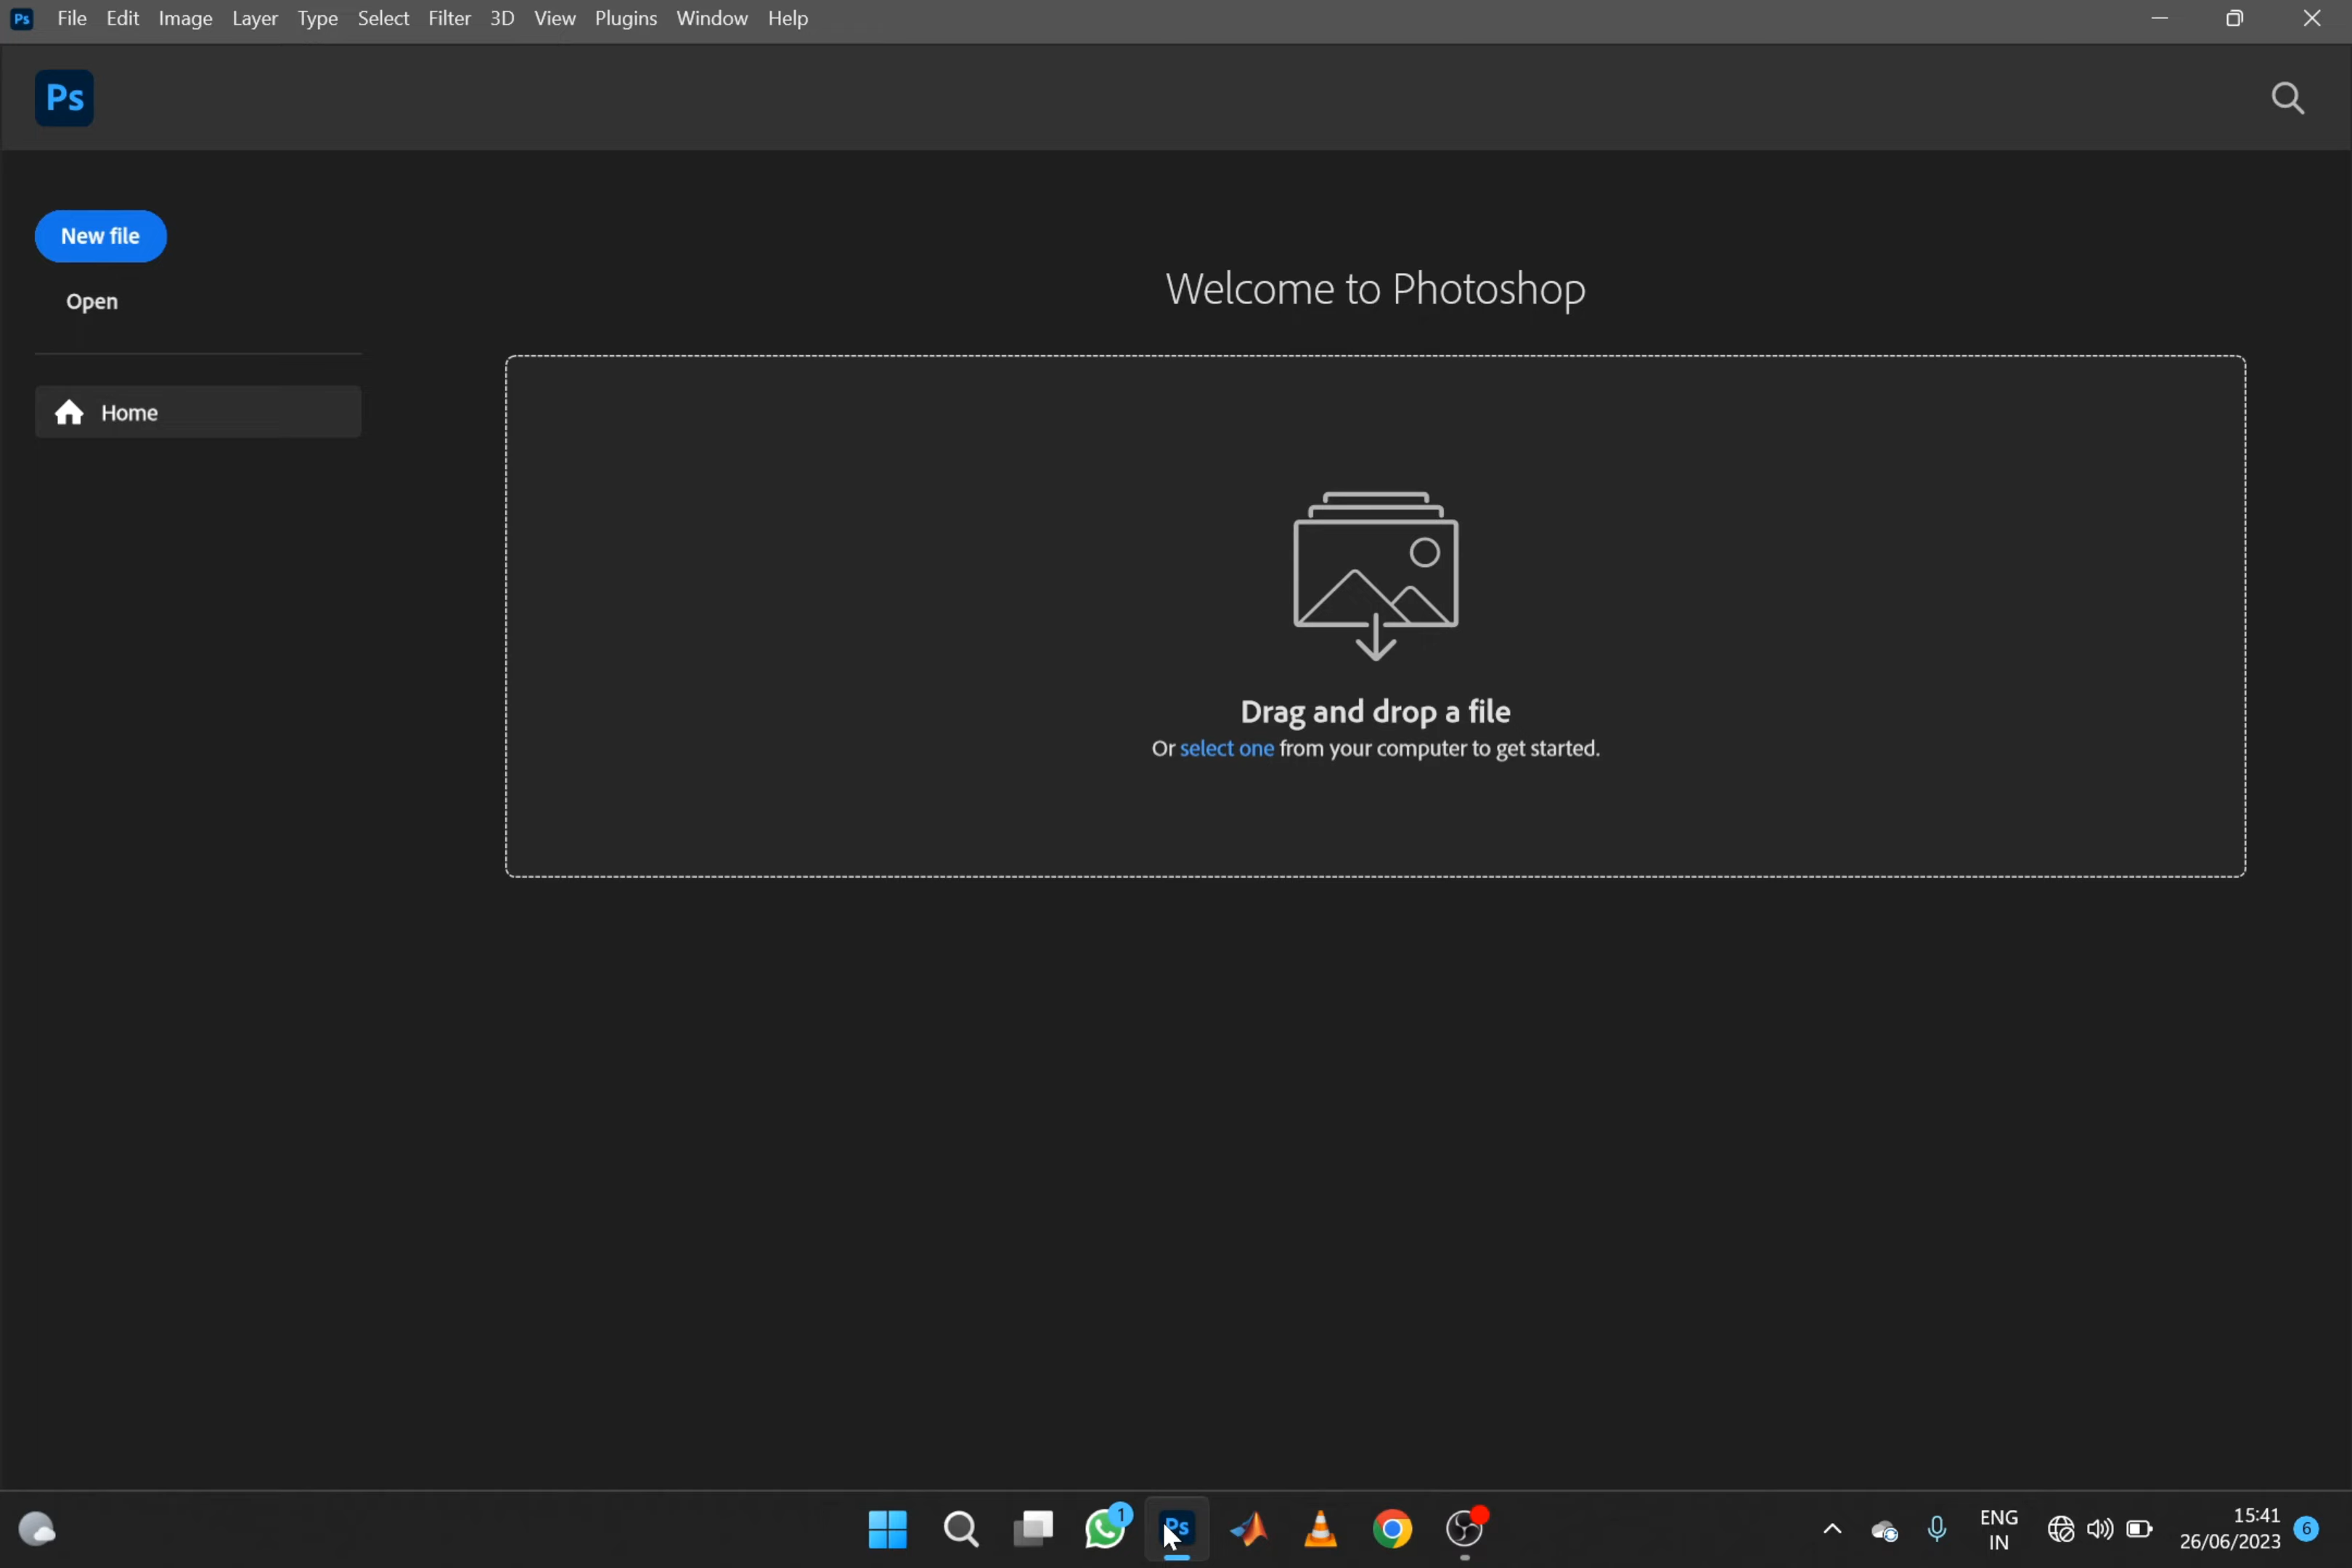 Ps File Edit Image Layer Type Select Filter 3D View Plugins Window Help
Ps
New file
Open
Home
Welcome to Photoshop
Drag and drop a file
Or select one from your computer to get started.
1
Ps
ENG
IN
15:41
26/06/2023
6